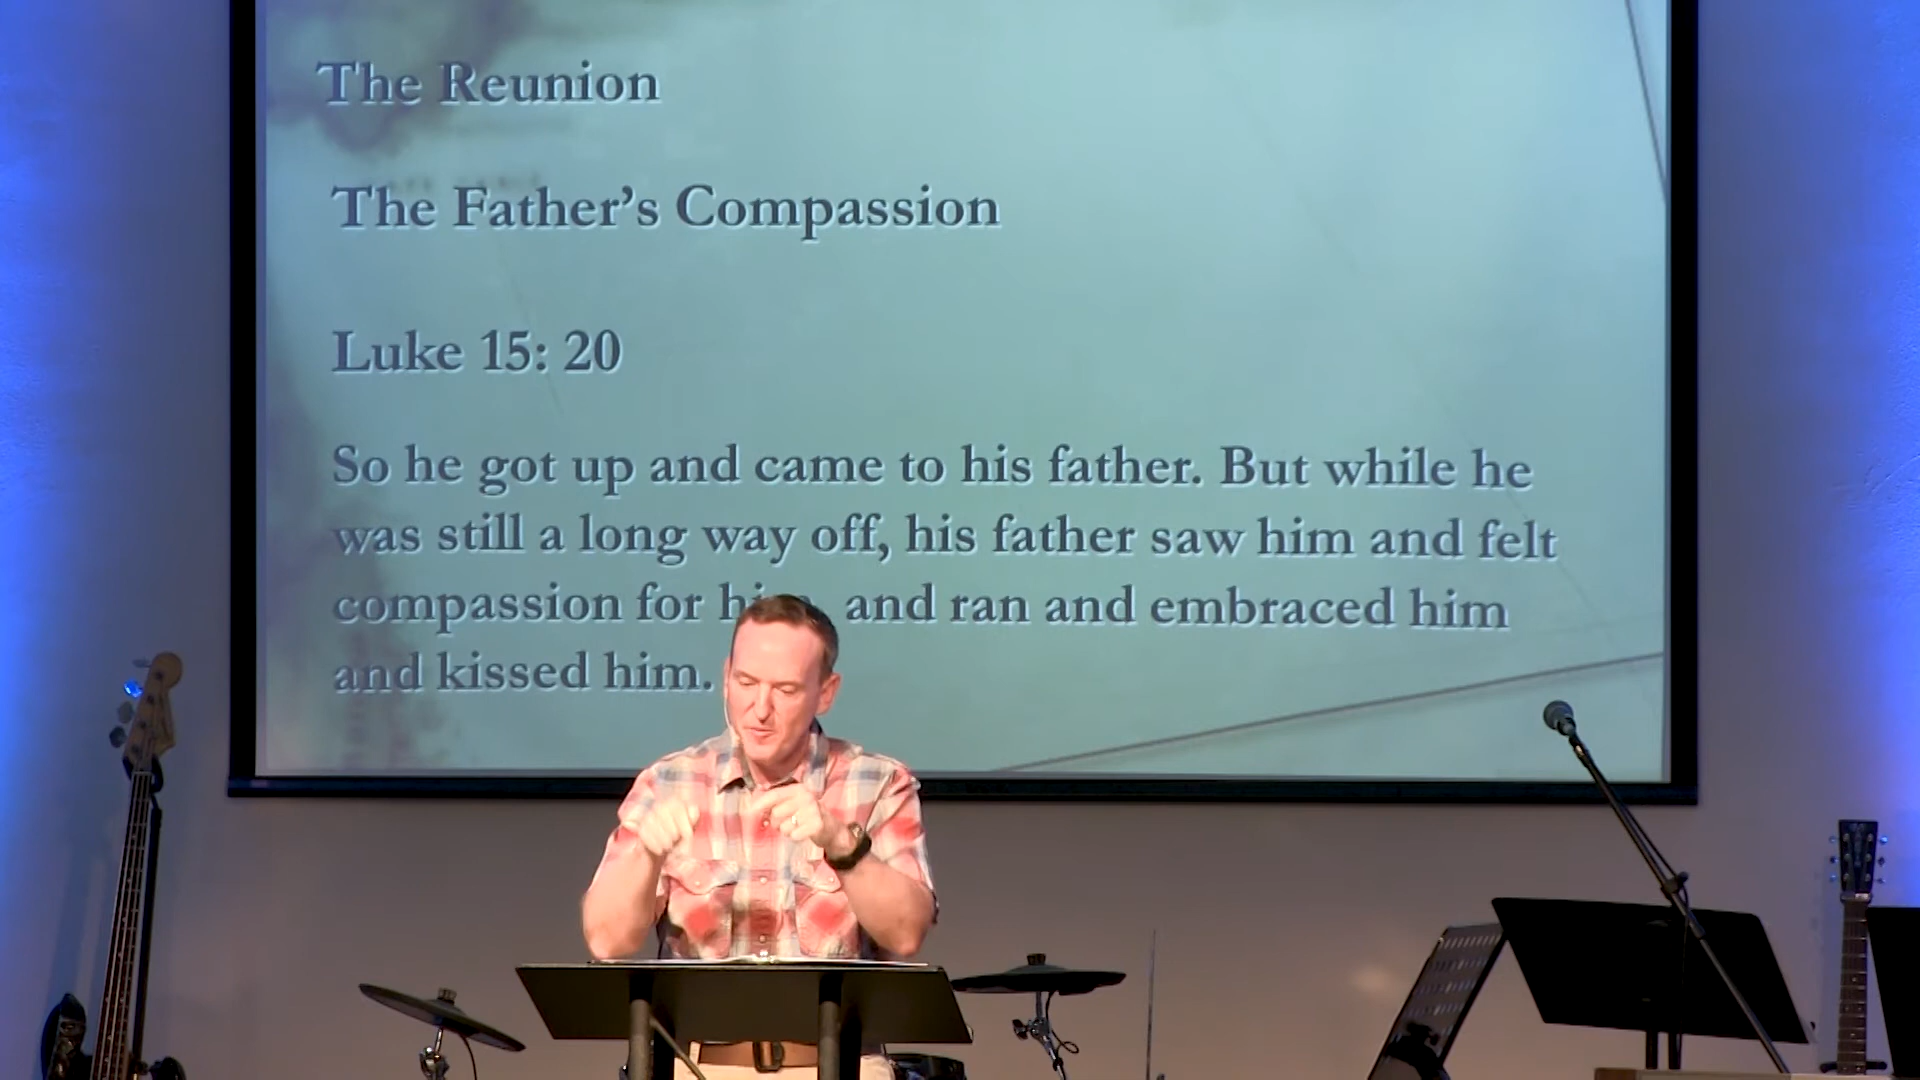 The Reunion
The Father's Compassion
Luke 15: 20
So he got up and came to his father. But while he
was still a long way off, his father saw him and felt
compassion for and ran and embraced him
and kissed him.